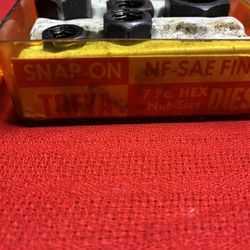 SNAP-ON NF-SAE FIN
7 Pc. HEX
Nut-Size DIES